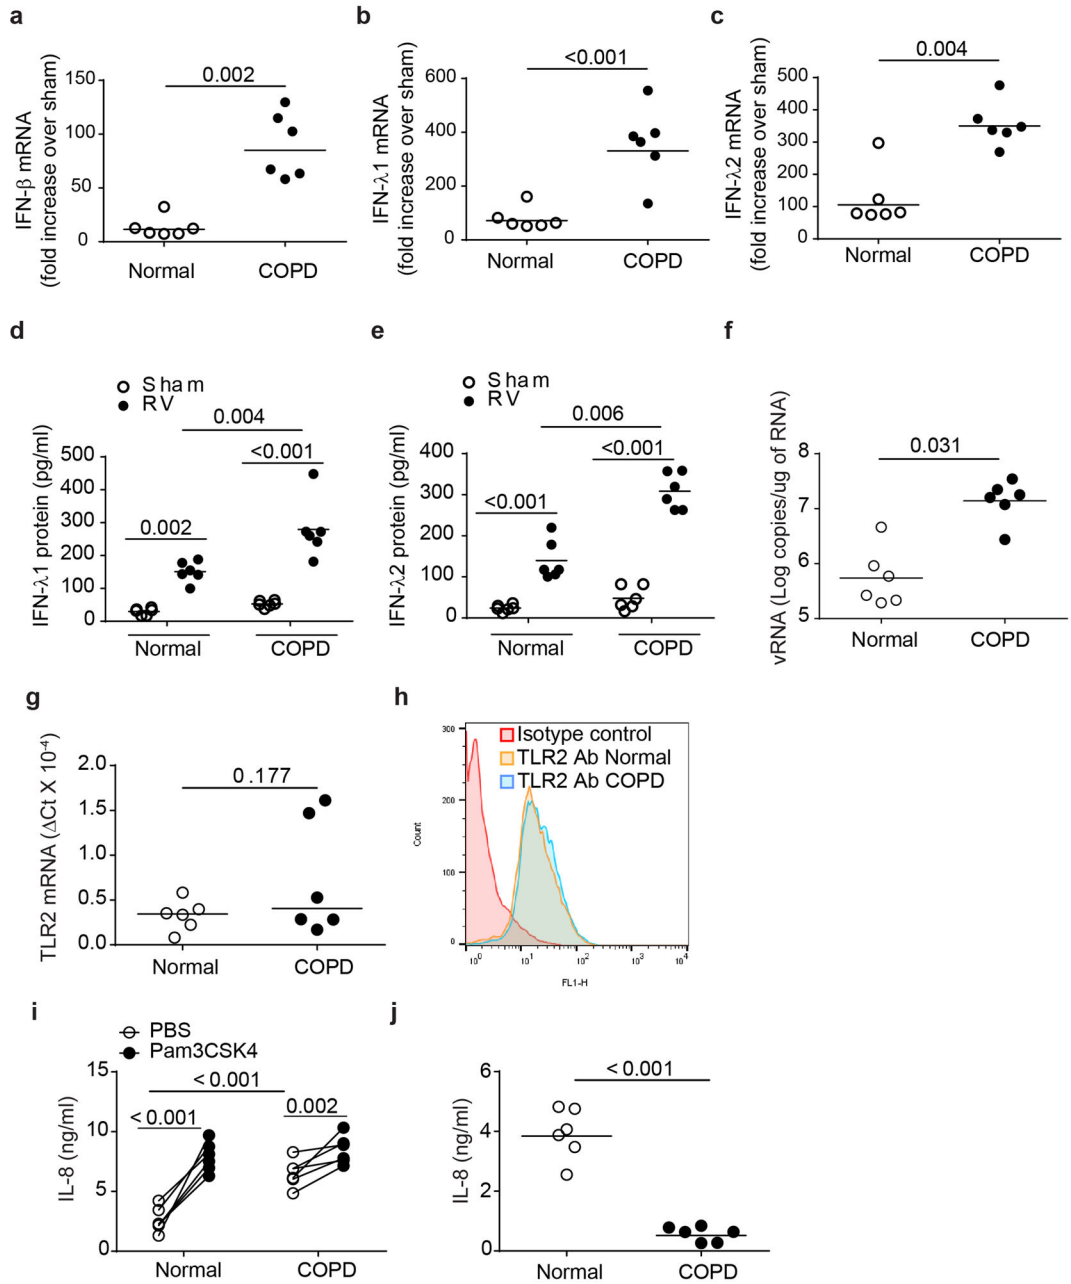 a
IFN-β mRNA
(fold increase over sham)
150
100
50
0
0.002
Normal
COPD
b
IFN-λ1 mRNA
(fold increase over sham)
600
400
200
0
<0.001
Normal
COPD
c
IFN-λ2 mRNA
(fold increase over sham)
500
400
300
200
100
0
0.004
Normal
COPD
d
Sham
RV
IFN-λ1 protein (pg/ml)
500
400
300
200
100
0
0.004
<0.001
0.002
Normal
COPD
e
Sham
RV
IFN-λ2 protein (pg/ml)
400
300
200
100
0
0.006
<0.001
<0.001
Normal
COPD
f
vRNA (Log copies/ug of RNA)
8
7
6
5
0.031
Normal
COPD
g
TLR2 mRNA (ΔCt X 10⁻⁴)
2.0
1.5
1.0
0.5
0.0
0.177
Normal
COPD
h
Isotype control
TLR2 Ab Normal
TLR2 Ab COPD
Count
300
200
100
0
10⁰
10¹
10²
10³
10⁴
FL1-H
i
PBS
Pam3CSK4
IL-8 (ng/ml)
15
10
5
0
< 0.001
< 0.001
0.002
Normal
COPD
j
IL-8 (ng/ml)
6
4
2
0
< 0.001
Normal
COPD